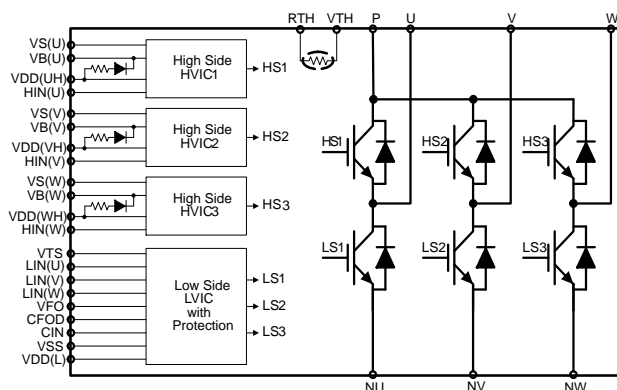 RTH VTH P U V W
VS(U)
VB(U)
VDD(UH)
HIN(U)
High Side
HVIC1
HS1
VS(V)
VB(V)
VDD(VH)
HIN(V)
High Side
HVIC2
HS2
VS(W)
VB(W)
VDD(WH)
HIN(W)
High Side
HVIC3
HS3
VTS
LIN(U)
LIN(V)
LIN(W)
VFO
CFOD
CIN
VSS
VDD(L)
Low Side
LVIC
with
Protection
LS1
LS2
LS3
HS1 HS2 HS3
LS1 LS2 LS3
NU NV NW